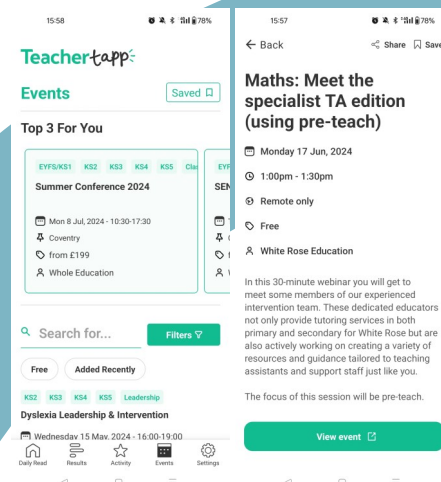 15:58
78%
Teachertapp
Events
Saved
Top 3 For You
EYFS/KS1 KS2 KS3 KS4 KS5 Cla
Summer Conference 2024
Mon 8 Jul, 2024 - 10:30-17:30
Coventry
from £199
Whole Education
EYF
SEN
Search for...
Filters
Free
Added Recently
KS2 KS3 KS4 KS5 Leadership
Dyslexia Leadership & Intervention
Wednesday 15 May, 2024 - 16:00-19:00
Daily Read
Results
Activity
Events
Settings
15:57
78%
Back
Share
Save
Maths: Meet the
specialist TA edition
(using pre-teach)
Monday 17 Jun, 2024
1:00pm - 1:30pm
Remote only
Free
White Rose Education
In this 30-minute webinar you will get to
meet some members of our experienced
intervention team. These dedicated educators
not only provide tutoring services in both
primary and secondary for White Rose but are
also actively working on creating a variety of
resources and guidance tailored to teaching
assistants and support staff just like you.
The focus of this session will be pre-teach.
View event